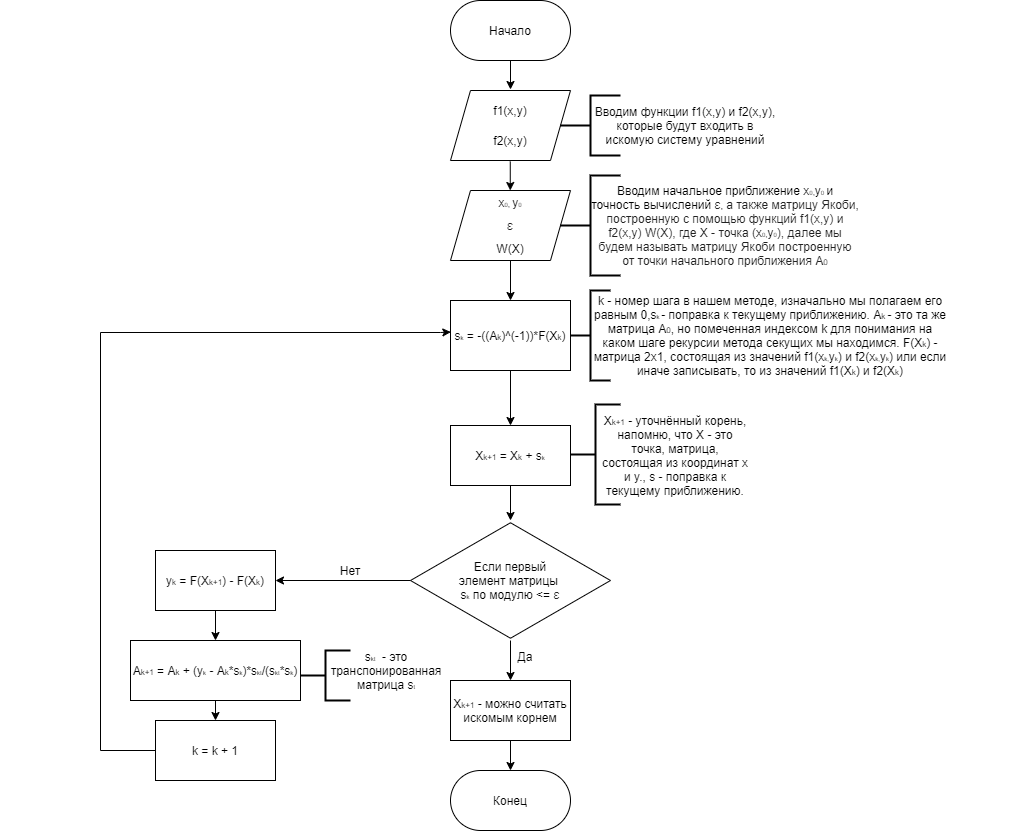 Начало
f1(x,y)
f2(x,y)
Вводим функции f1(x,y) и f2(x,y),
которые будут входить в
искомую систему уравнений
x₀, y₀
ε
W(X)
Вводим начальное приближение x₀,y₀ и
точность вычислений ε, а также матрицу Якоби,
построенную с помощью функций f1(x,y) и
f2(x,y) W(X), где X - точка (x₀,y₀), далее мы
будем называть матрицу Якоби построенную
от точки начального приближения A₀
sₖ = -((Aₖ)^(-1))*F(Xₖ)
k - номер шага в нашем методе, изначально мы полагаем его
равным 0,sₖ - поправка к текущему приближению. Aₖ - это та же
матрица A₀, но помеченная индексом k для понимания на
каком шаге рекурсии метода секущих мы находимся. F(Xₖ) -
матрица 2x1, состоящая из значений f1(xₖ,yₖ) и f2(xₖ,yₖ) или если
иначе записывать, то из значений f1(Xₖ) и f2(Xₖ)
Xₖ₊₁ = Xₖ + sₖ
Xₖ₊₁ - уточнённый корень,
напомню, что X - это
точка, матрица,
состоящая из координат x
и y., s - поправка к
текущему приближению.
Если первый
элемент матрицы
sₖ по модулю <= ε
Нет
yₖ = F(Xₖ₊₁) - F(Xₖ)
Aₖ₊₁ = Aₖ + (yₖ - Aₖ*sₖ)*sₖₜ/(sₖₜ*sₖ)
sₖₜ - это
транспонированная
матрица sᵢ
k = k + 1
Да
Xₖ₊₁ - можно считать
искомым корнем
Конец